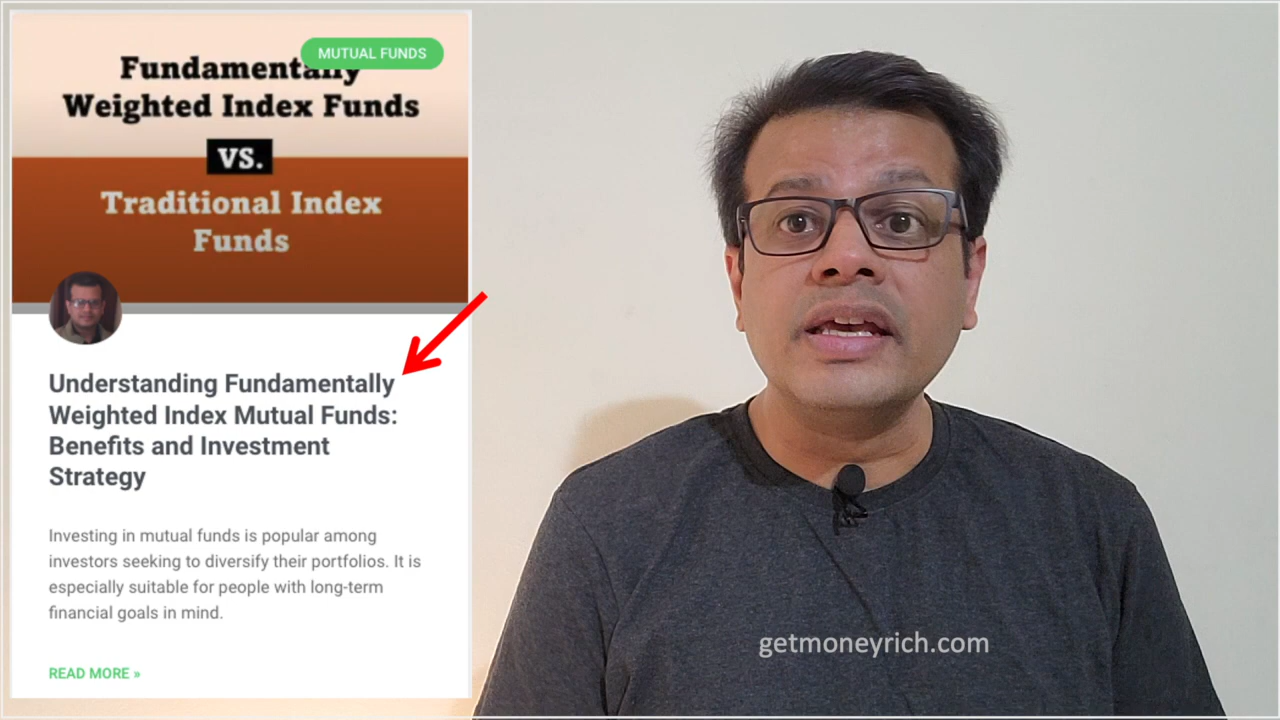 MUTUAL FUNDS
Fundamentally
Weighted Index Funds
VS.
Traditional Index
Funds
Understanding Fundamentally
Weighted Index Mutual Funds:
Benefits and Investment
Strategy
Investing in mutual funds is popular among
investors seeking to diversify their portfolios. It is
especially suitable for people with long-term
financial goals in mind.
READ MORE »
getmoneyrich.com